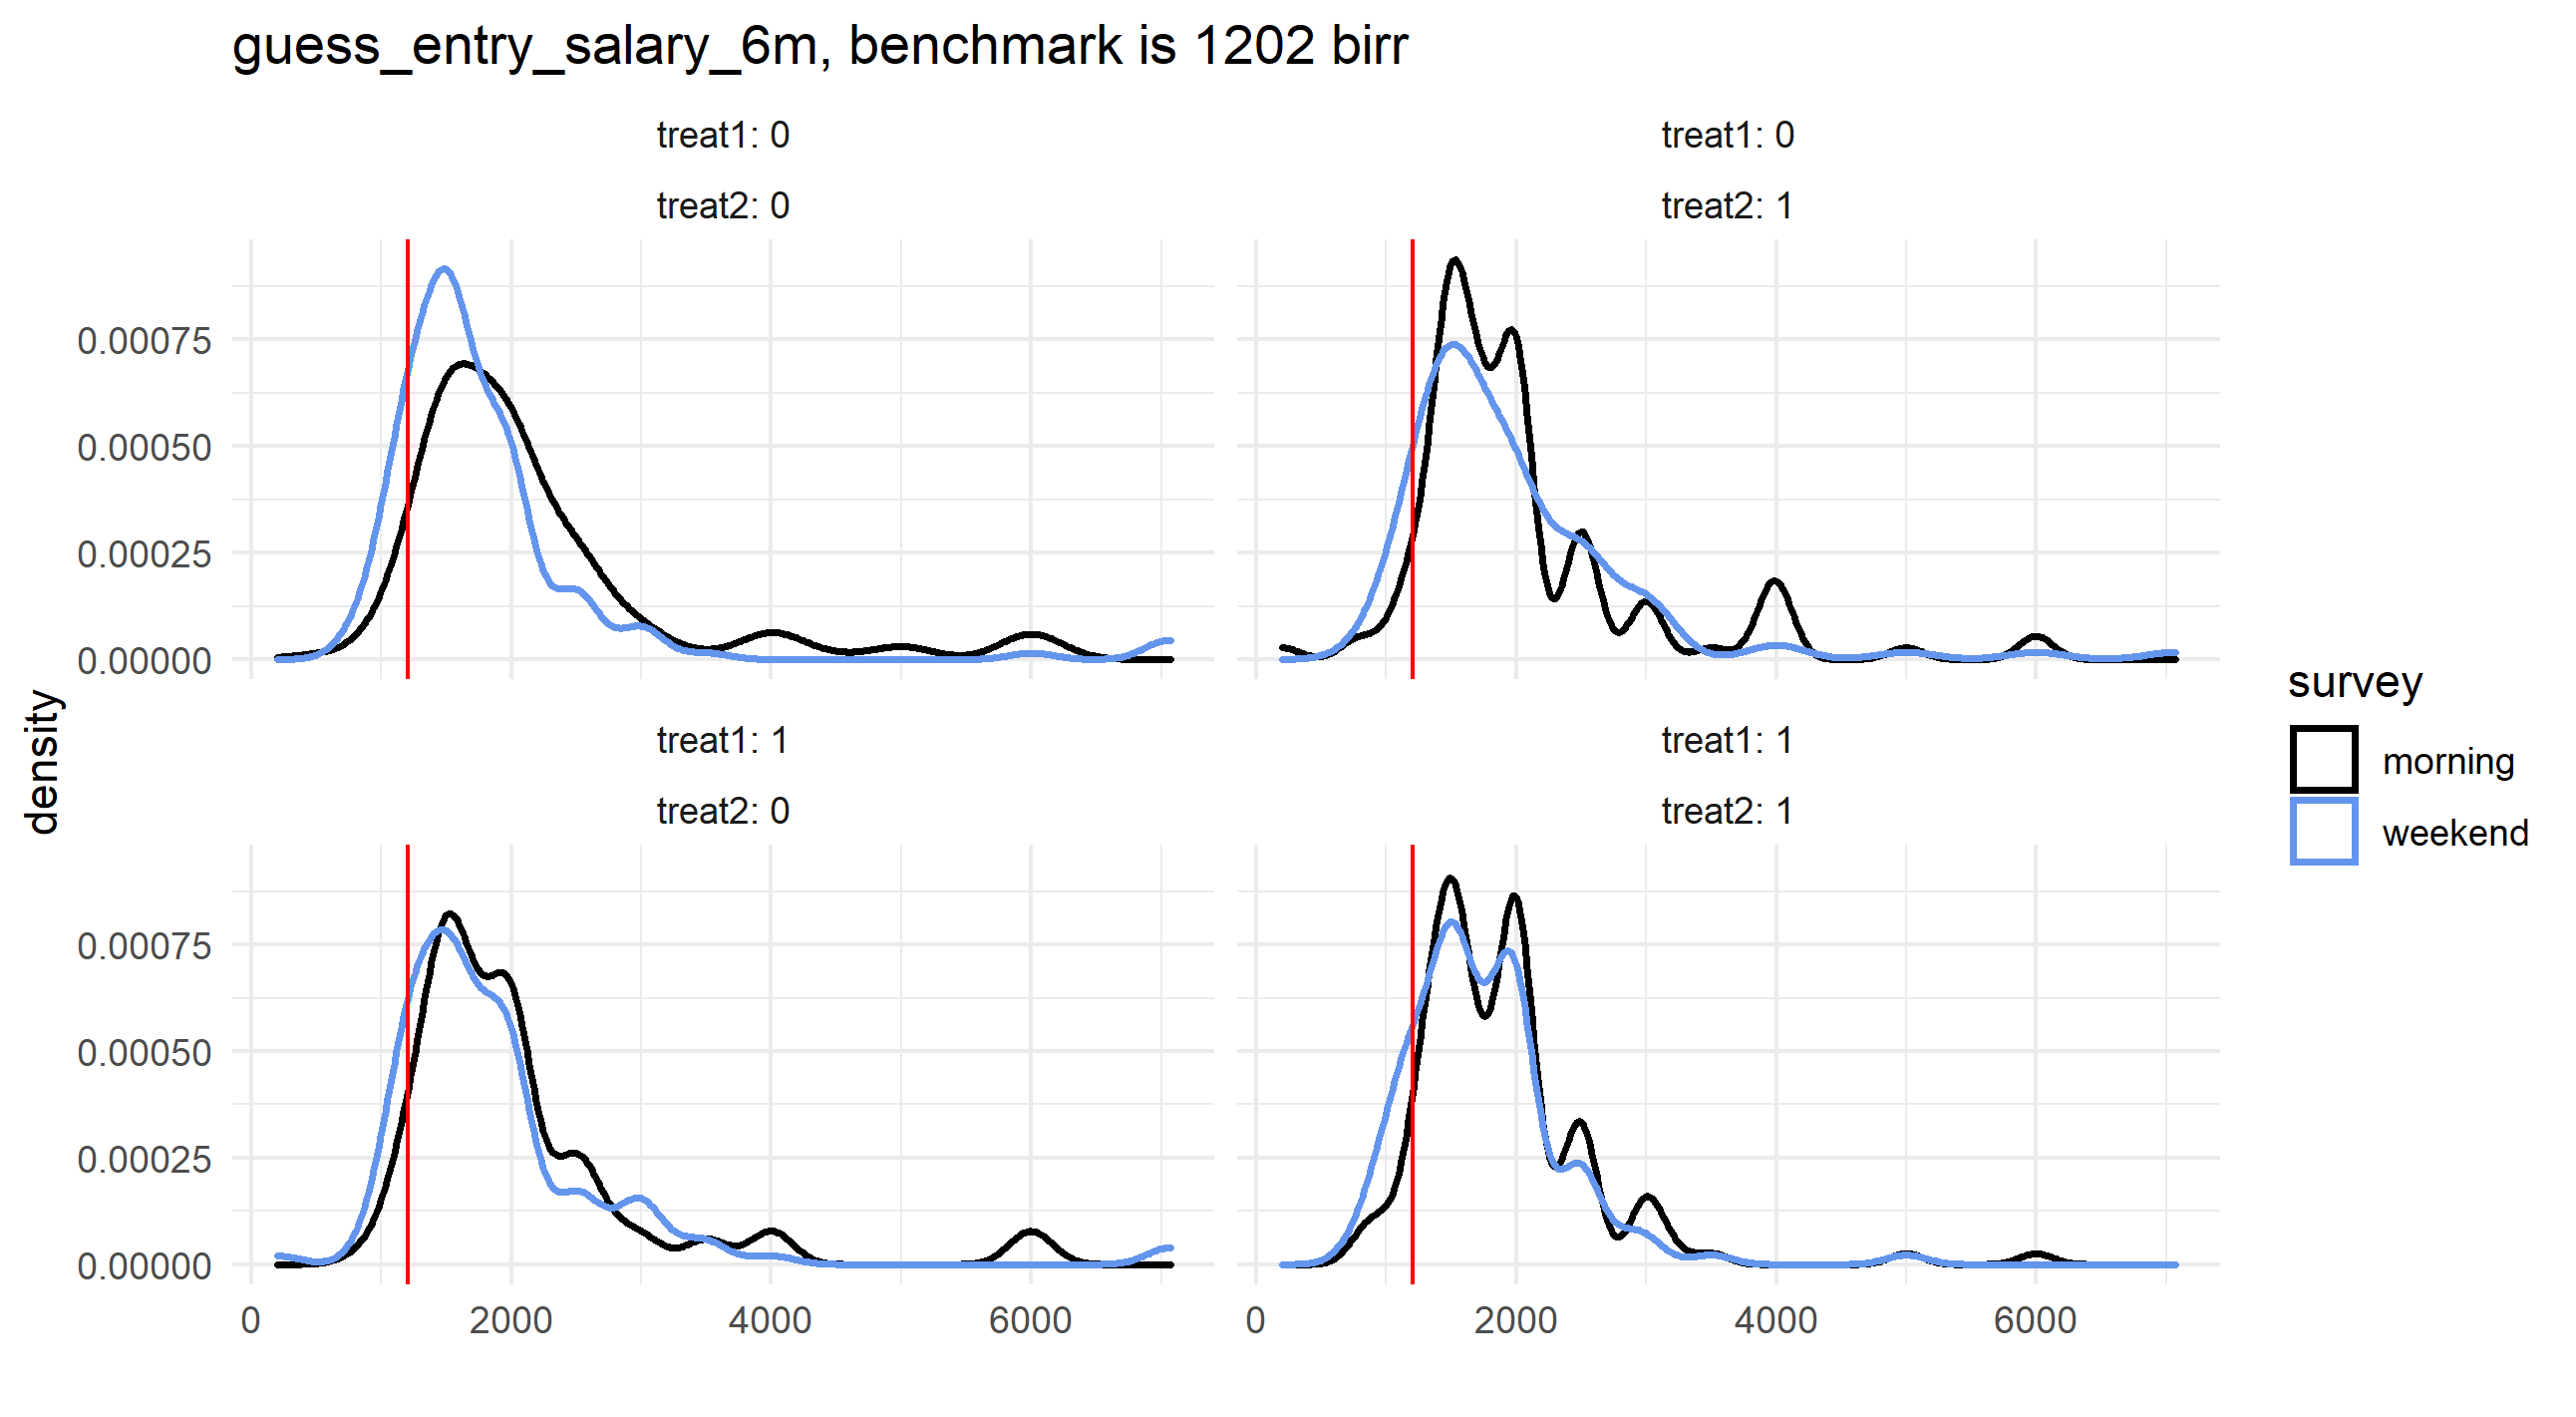 guess_entry_salary_6m, benchmark is 1202 birr
treat1: 0
treat2: 0
treat1: 0
treat2: 1
0.00075
0.00050
0.00025
0.00000
treat1: 1
treat2: 0
treat1: 1
treat2: 1
0.00075
0.00050
0.00025
0.00000
density
0 2000 4000 6000
0 2000 4000 6000
survey
morning
weekend